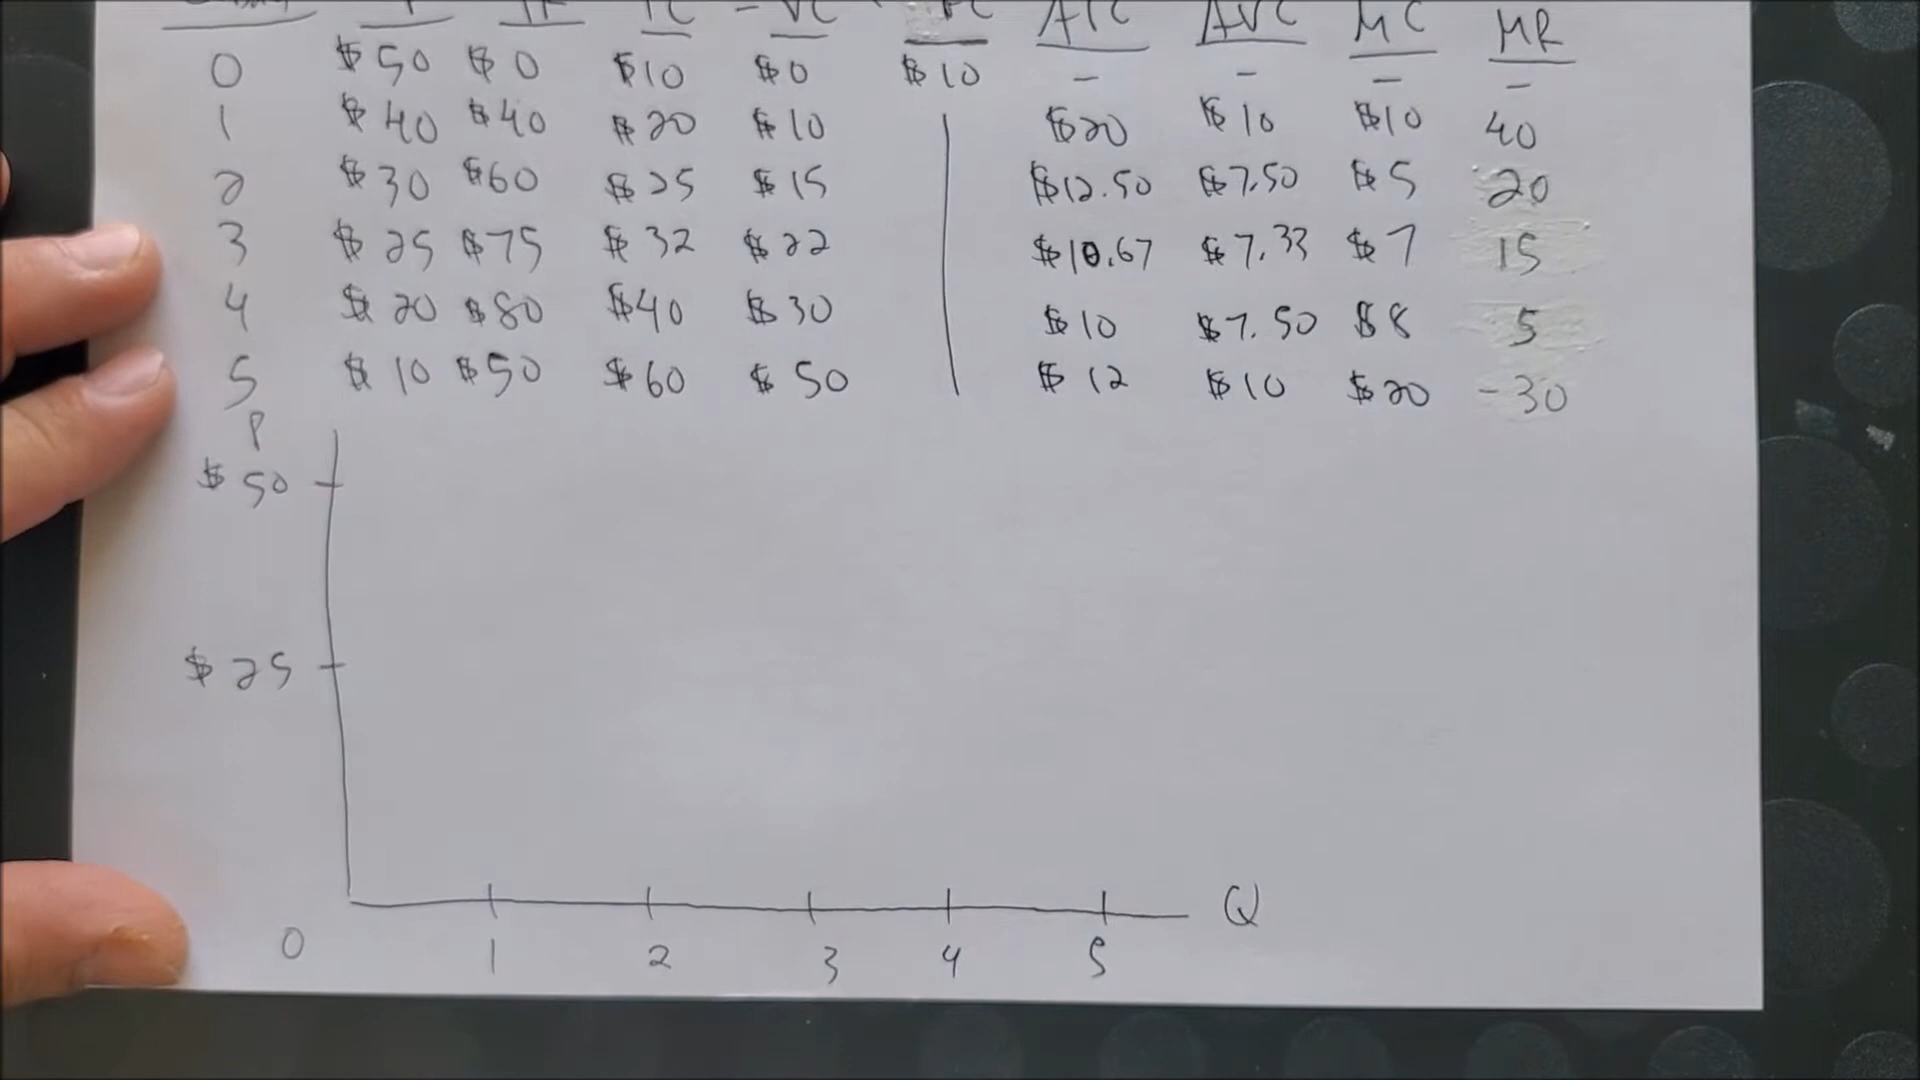 TC VC ATC AVC MC MR
0 $50 $0 $10 $0 $10 - - - -
1 $40 $40 $20 $10 $20 $10 $10 40
2 $30 $60 $25 $15 $12.50 $7.50 $5 20
3 $25 $75 $32 $22 $10.67 $7.33 $7 15
4 $20 $80 $40 $30 $10 $7.50 $8 5
5 $10 $50 $60 $50 $12 $10 $20 -30
P
$50
$25
Q
0 1 2 3 4 5